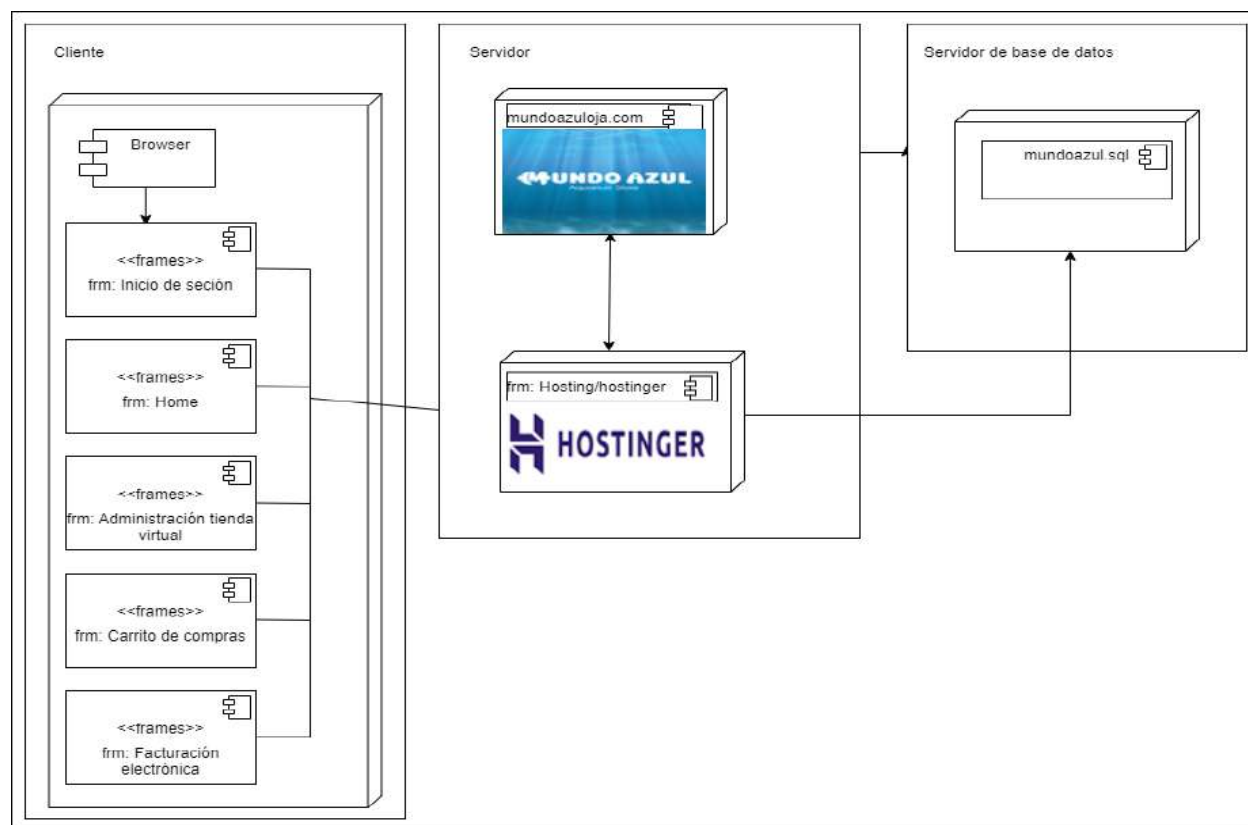 Cliente
Browser
<<frames>>
frm: Inicio de seción
<<frames>>
frm: Home
<<frames>>
frm: Administración tienda
virtual
<<frames>>
frm: Carrito de compras
<<frames>>
frm: Facturación
electrónica
Servidor
mundoazuloja.com
MUNDO AZUL
Aquarium Store
frm: Hosting/hostinger
HOSTINGER
Servidor de base de datos
mundoazul.sql